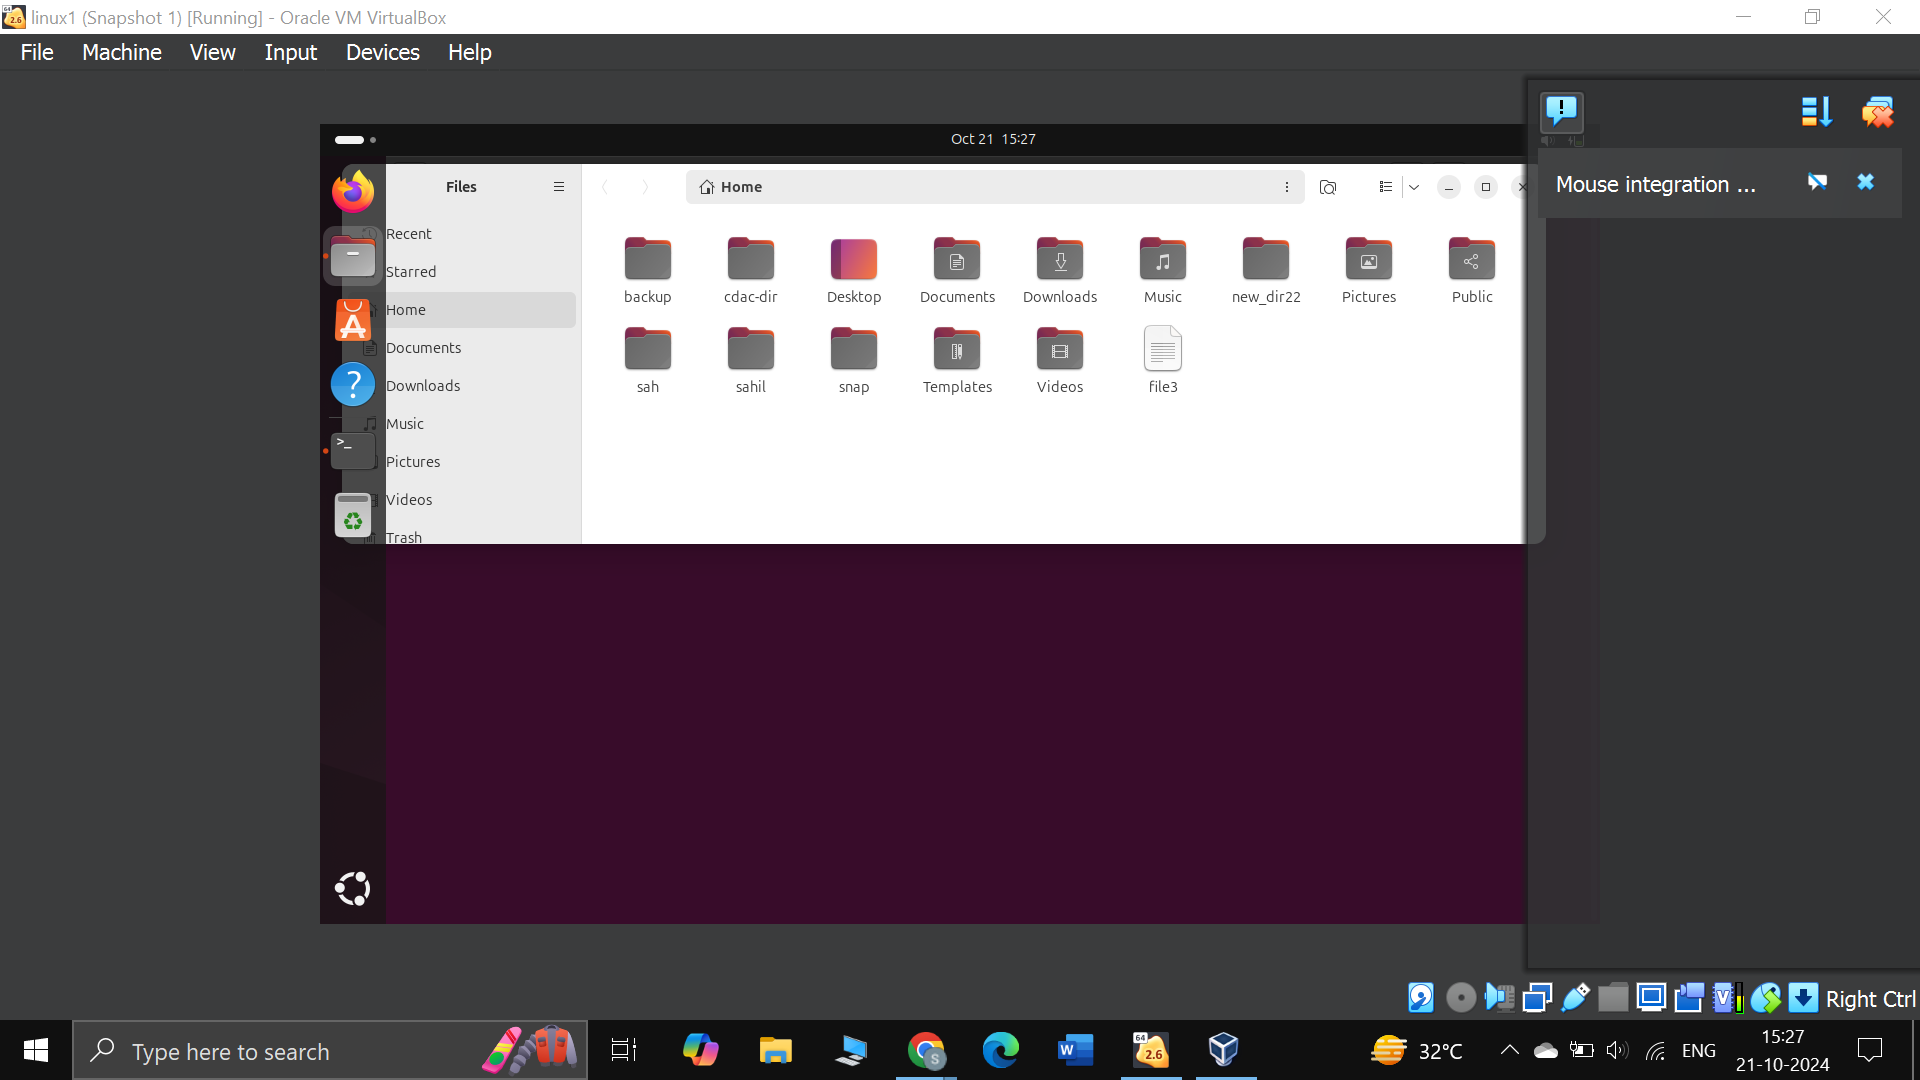 linux1 (Snapshot 1) [Running] - Oracle VM VirtualBox
File Machine View Input Devices Help
Oct 21 15:27
Files
Home
Mouse integration ...
Recent
Starred
Home
Documents
Downloads
Music
Pictures
Videos
Trash
backup cdac-dir Desktop Documents Downloads Music new_dir22 Pictures Public
sah sahil snap Templates Videos file3
Right Ctrl
Type here to search
32°C
ENG
15:27
21-10-2024
64
2.6
S
W